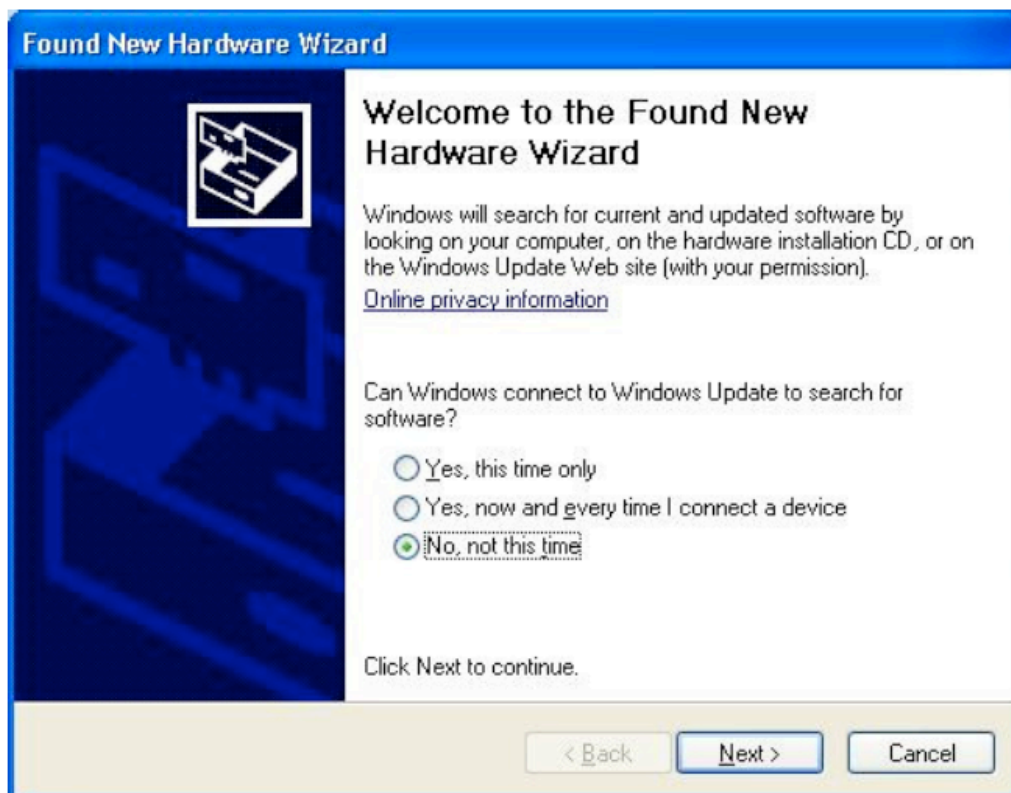 Found New Hardware Wizard
Welcome to the Found New
Hardware Wizard
Windows will search for current and updated software by
looking on your computer, on the hardware installation CD, or on
the Windows Update Web site (with your permission).
Online privacy information
Can Windows connect to Windows Update to search for
software?
Yes, this time only
Yes, now and every time I connect a device
No, not this time
Click Next to continue.
< Back
Next >
Cancel